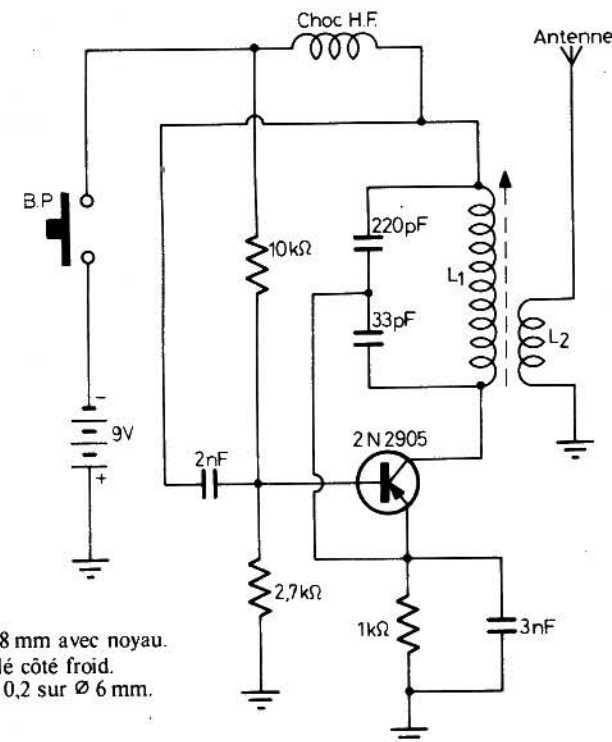 Choc H.F.
Antenne
B.P
220pF
10kΩ
L1
33pF
L2
-
9V
+
2N2905
2nF
2,7kΩ
1kΩ
3nF
8 mm avec noyau.
lé côté froid.
0,2 sur Ø 6 mm.